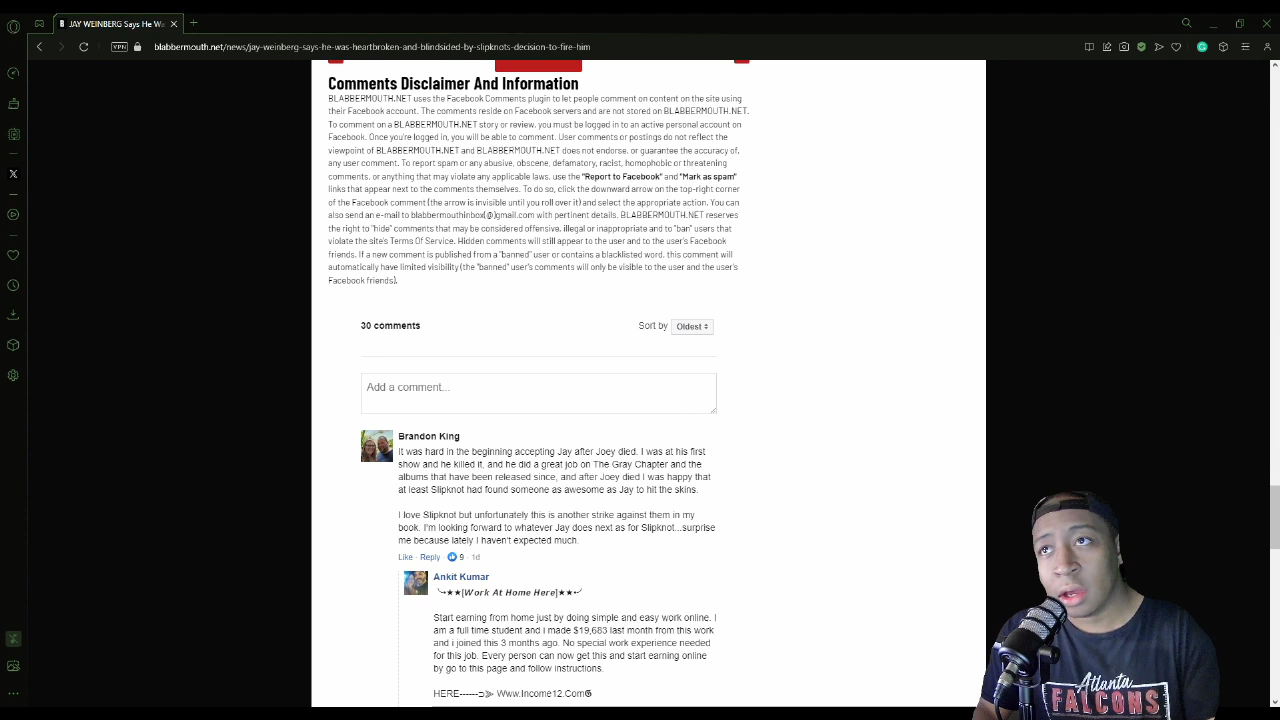 JAY WEINBERG Says He We
VPN
blabbermouth.net/news/jay-weinberg-says-he-was-heartbroken-and-blindsided-by-slipknots-decision-to-fire-him
Comments Disclaimer And Information
BLABBERMOUTH.NET uses the Facebook Comments plugin to let people comment on content on the site using
their Facebook account. The comments reside on Facebook servers and are not stored on BLABBERMOUTH.NET.
To comment on a BLABBERMOUTH.NET story or review, you must be logged in to an active personal account on
Facebook. Once you're logged in, you will be able to comment. User comments or postings do not reflect the
viewpoint of BLABBERMOUTH.NET and BLABBERMOUTH.NET does not endorse, or guarantee the accuracy of,
any user comment. To report spam or any abusive, obscene, defamatory, racist, homophobic or threatening
comments, or anything that may violate any applicable laws, use the "Report to Facebook" and "Mark as spam"
links that appear next to the comments themselves. To do so, click the downward arrow on the top-right corner
of the Facebook comment (the arrow is invisible until you roll over it) and select the appropriate action. You can
also send an e-mail to blabbermouthinbox(@)gmail.com with pertinent details. BLABBERMOUTH.NET reserves
the right to "hide" comments that may be considered offensive, illegal or inappropriate and to "ban" users that
violate the site's Terms Of Service. Hidden comments will still appear to the user and to the user's Facebook
friends. If a new comment is published from a "banned" user or contains a blacklisted word, this comment will
automatically have limited visibility (the "banned" user's comments will only be visible to the user and the user's
Facebook friends).
30 comments
Sort by Oldest
Add a comment...
Brandon King
It was hard in the beginning accepting Jay after Joey died. I was at his first
show and he killed it, and he did a great job on The Gray Chapter and the
albums that have been released since, and after Joey died I was happy that
at least Slipknot had found someone as awesome as Jay to hit the skins.
I love Slipknot but unfortunately this is another strike against them in my
book. I'm looking forward to whatever Jay does next as for Slipknot...surprise
me because lately I haven't expected much.
Like · Reply · 9 · 1d
Ankit Kumar
╰→★★[Work At Home Here]★★•╯
Start earning from home just by doing simple and easy work online. I
am a full time student and i made $19,683 last month from this work
and i joined this 3 months ago. No special work experience needed
for this job. Every person can now get this and start earning online
by go to this page and follow instructions.
HERE------⊐⫸ Www.Income12.Com
Atlanta
FALCONS